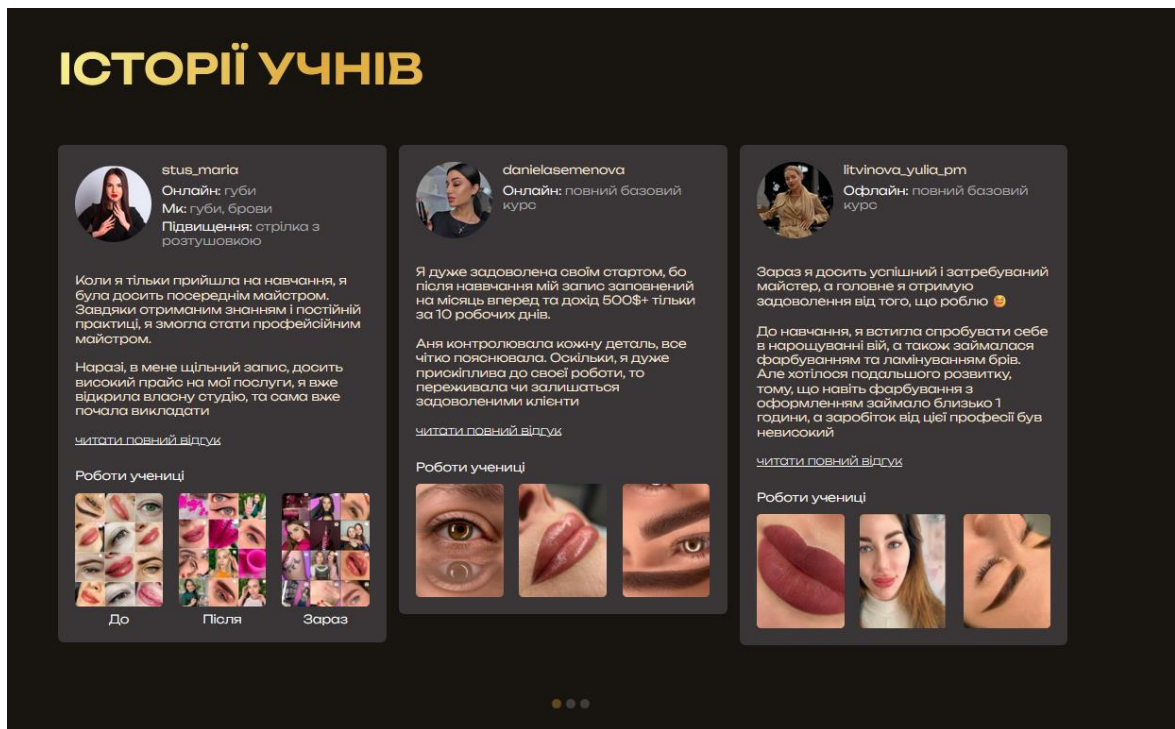 ІСТОРІЇ УЧНІВ
stus_maria
Онлайн: губи
Мк: губи, брови
Підвищення: стрілка з
розтушовкою
Коли я тільки прийшла на навчання, я
була досить посереднім майстром.
Завдяки отриманим знанням і постійній
практиці, я змогла стати професійним
майстром.
Наразі, в мене щільний запис, досить
високий прайс на мої послуги, я вже
відкрила власну студію, та сама вже
почала викладати
читати повний відгук
Роботи учениці
До
Після
Зараз
danielasemenova
Онлайн: повний базовий
курс
Я дуже задоволена своїм стартом, бо
після наввчання мій запис заповнений
на місяць вперед та дохід 500$+ тільки
за 10 робочих днів.
Аня контролювала кожну деталь, все
чітко пояснювала. Оскільки, я дуже
прискіплива до своєї роботи, то
переживала чи залишаться
задоволеними клієнти
читати повний відгук
Роботи учениці
litvinova_yulia_pm
Офлайн: повний базовий
курс
Зараз я досить успішний і затребуваний
майстер, а головне я отримую
задоволення від того, що роблю 😊
До навчання, я встигла спробувати себе
в нарощуванні вій, а також займалася
фарбуванням та ламінуванням брів.
Але хотілося подальшого розвитку,
тому, що навіть фарбування з
оформленням займало близько 1
години, а заробіток від цієї професії був
невисокий
читати повний відгук
Роботи учениці